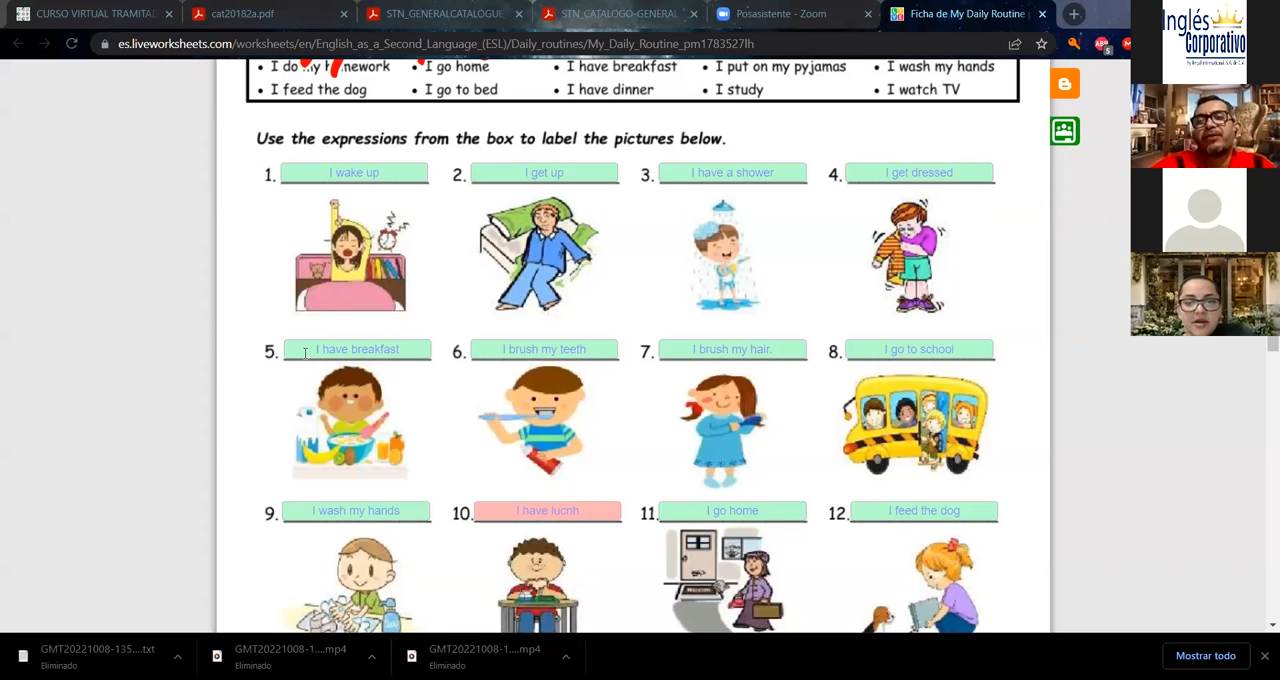 CURSO VIRTUAL TRAMITA
cat20182a.pdf
STN_GENERALCATALOGUE
STN_CATALOGO-GENERAL
Posasistente - Zoom
Ficha de My Daily Routine
es.liveworksheets.com/worksheets/en/English_as_a_Second_Language_(ESL)/Daily_routines/My_Daily_Routine_pm1783527lh
ABP
5
Inglés
Corporativo
• I do my homework • I go home • I have breakfast • I put on my pyjamas • I wash my hands
• I feed the dog • I go to bed • I have dinner • I study • I watch TV
Use the expressions from the box to label the pictures below.
1. I wake up 2. I get up 3. I have a shower 4. I get dressed
5. I have breakfast 6. I brush my teeth 7. I brush my hair. 8. I go to school
9. I wash my hands 10. I have lucnh 11. I go home 12. I feed the dog
GMT20221008-135....txt
Eliminado
GMT20221008-1....mp4
Eliminado
GMT20221008-1....mp4
Eliminado
Mostrar todo